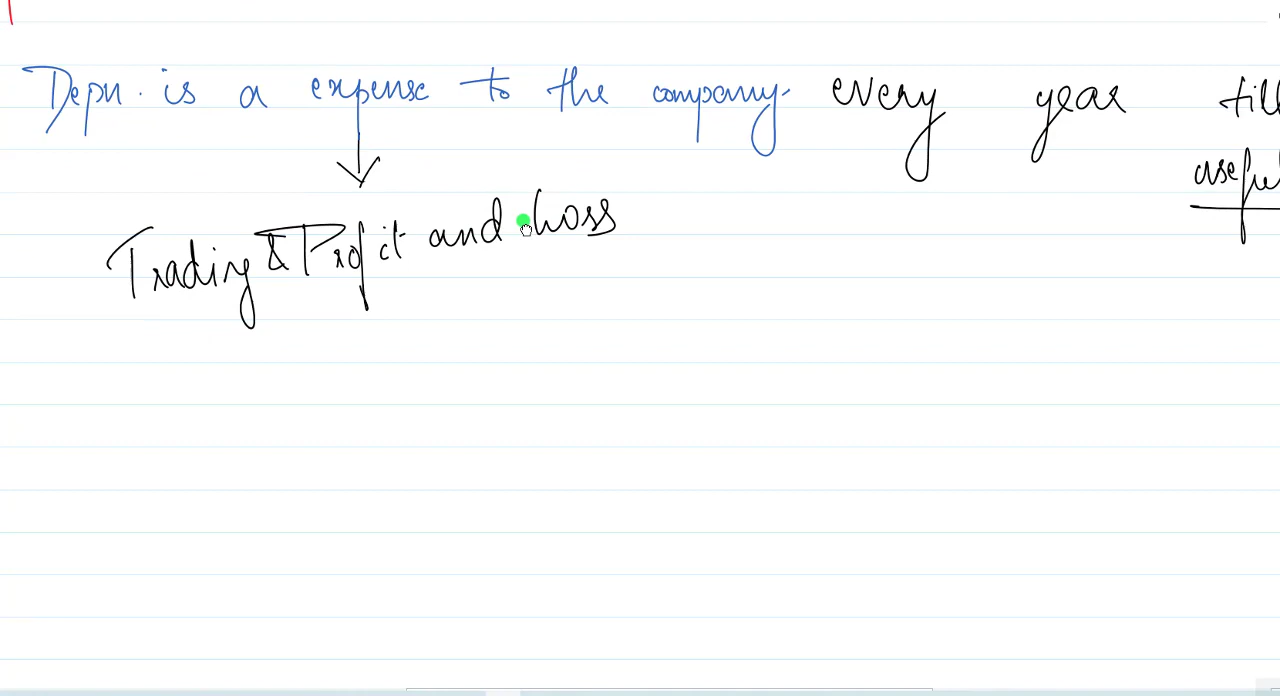 Depn. is a expense to the company. every year till
useful
Trading & Profit and Loss